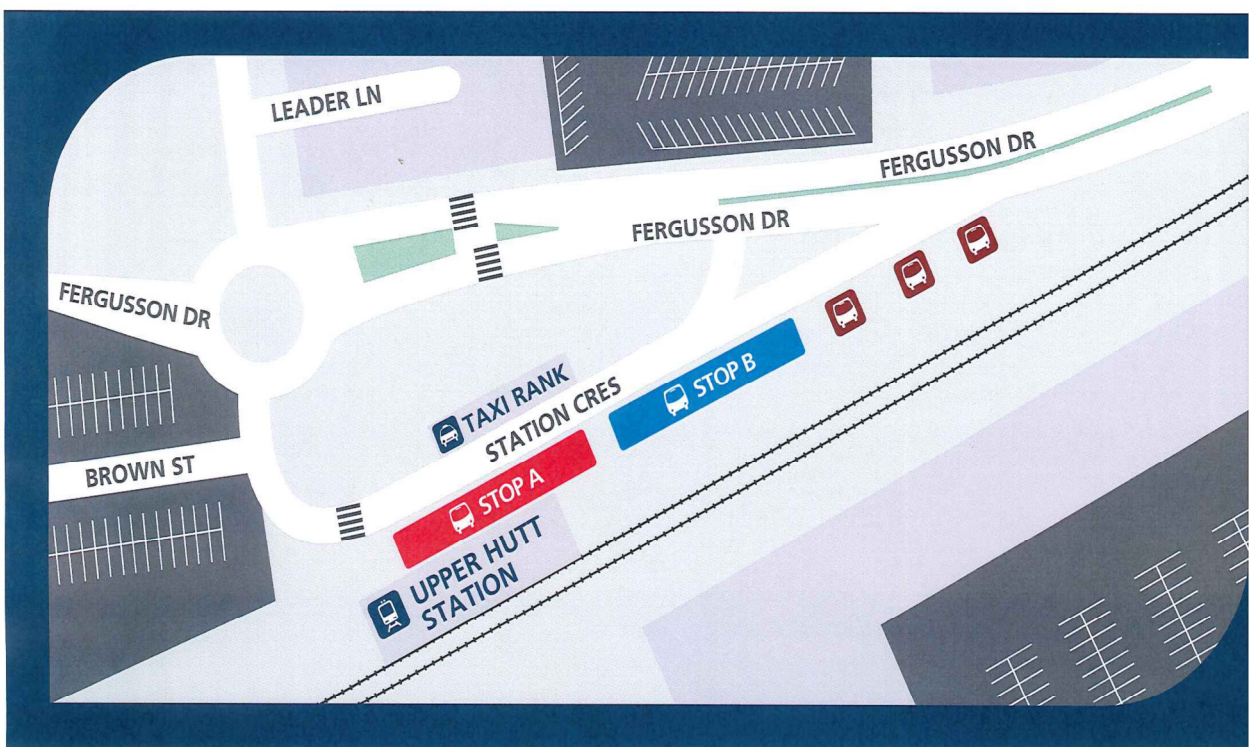 LEADER LN
FERGUSSON DR
FERGUSSON DR
FERGUSSON DR
TAXI RANK
STATION CRES
STOP B
STOP A
BROWN ST
UPPER HUTT
STATION